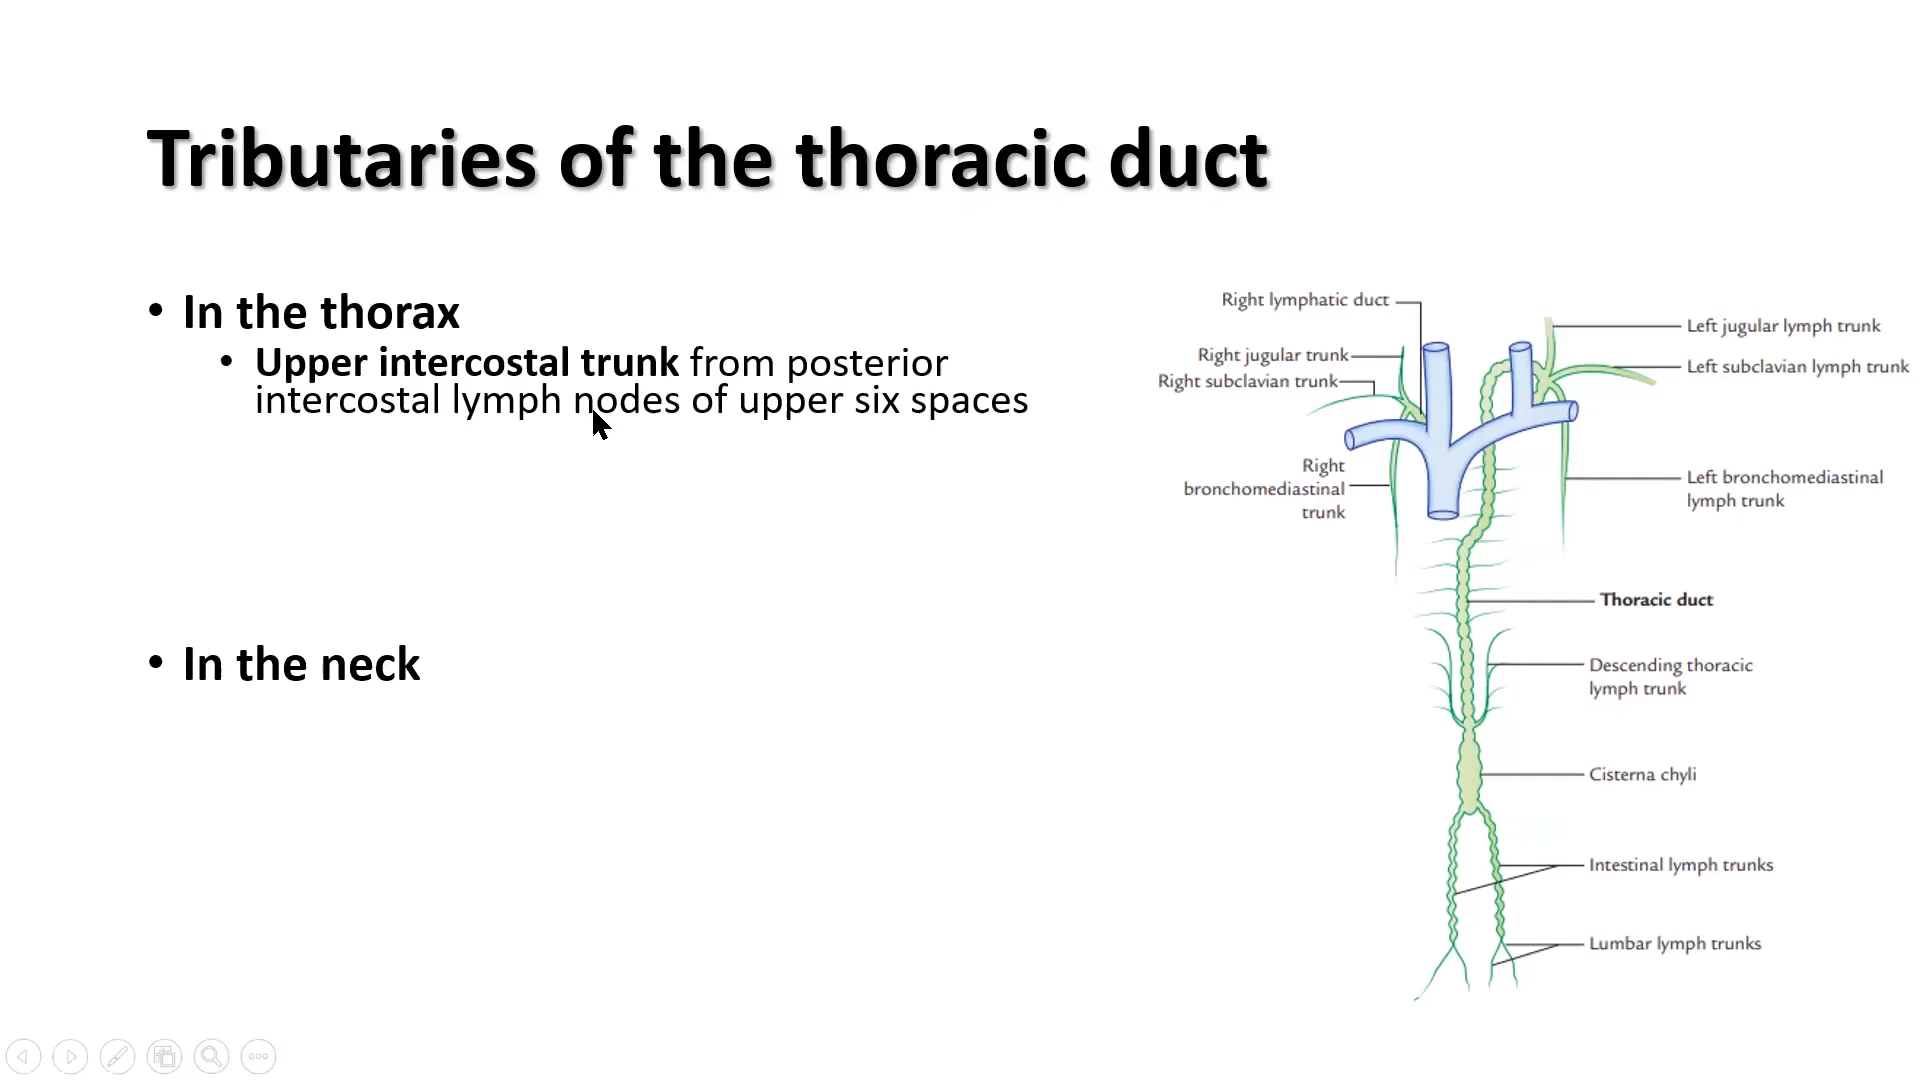 Tributaries of the thoracic duct
• In the thorax
• Upper intercostal trunk from posterior
intercostal lymph nodes of upper six spaces
• In the neck
Right lymphatic duct
Right jugular trunk
Right subclavian trunk
Right
bronchomediastinal
trunk
Left jugular lymph trunk
Left subclavian lymph trunk
Left bronchomediastinal
lymph trunk
Thoracic duct
Descending thoracic
lymph trunk
Cisterna chyli
Intestinal lymph trunks
Lumbar lymph trunks